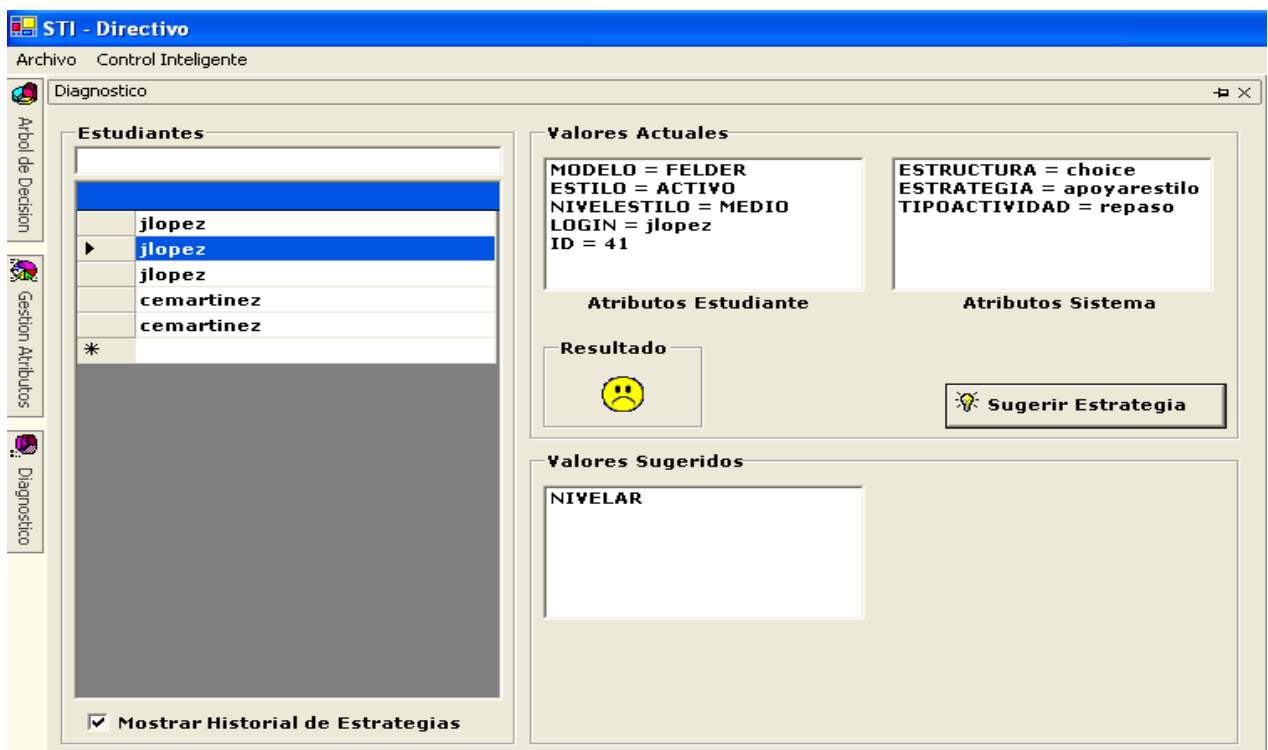 STI - Directivo
Archivo Control Inteligente
Diagnostico
Arbol de Decision
Gestion Atributos
Diagnostico
Estudiantes
jlopez
jlopez
jlopez
cemartinez
cemartinez
Mostrar Historial de Estrategias
Valores Actuales
MODELO = FELDER
ESTILO = ACTIVO
NIVELESTILO = MEDIO
LOGIN = jlopez
ID = 41
Atributos Estudiante
ESTRUCTURA = choice
ESTRATEGIA = apoyarestilo
TIPOACTIVIDAD = repaso
Atributos Sistema
Resultado
Sugerir Estrategia
Valores Sugeridos
NIVELAR